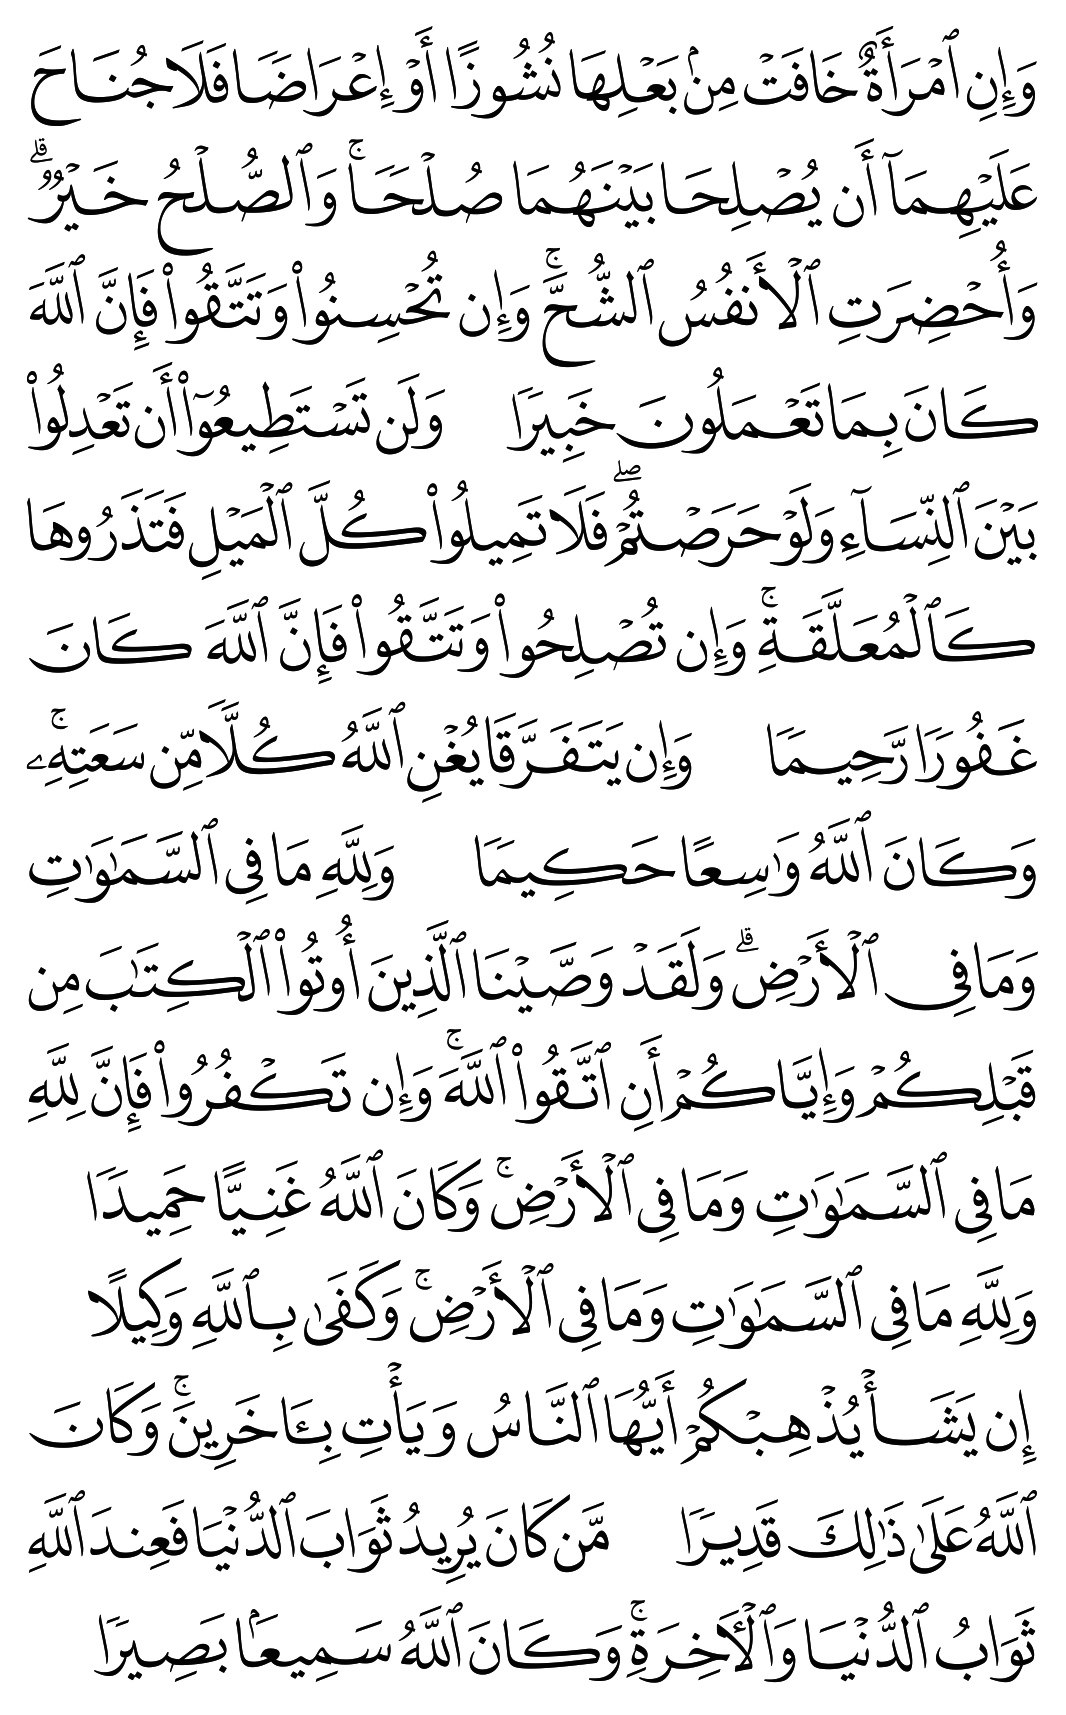 وَإِنِ ٱمۡرَأَةٌ خَافَتۡ مِنۢ بَعۡلِهَا نُشُوزًا أَوۡ إِعۡرَاضٗا فَلَا جُنَاحَ
عَلَيۡهِمَآ أَن يُصۡلِحَا بَيۡنَهُمَا صُلۡحٗاۚ وَٱلصُّلۡحُ خَيۡرٞۗ
وَأُحۡضِرَتِ ٱلۡأَنفُسُ ٱلشُّحَّۚ وَإِن تُحۡسِنُواْ وَتَتَّقُواْ فَإِنَّ ٱللَّهَ
كَانَ بِمَا تَعۡمَلُونَ خَبِيرٗا وَلَن تَسۡتَطِيعُوٓاْ أَن تَعۡدِلُواْ
بَيۡنَ ٱلنِّسَآءِ وَلَوۡ حَرَصۡتُمۡۖ فَلَا تَمِيلُواْ كُلَّ ٱلۡمَيۡلِ فَتَذَرُوهَا
كَٱلۡمُعَلَّقَةِۚ وَإِن تُصۡلِحُواْ وَتَتَّقُواْ فَإِنَّ ٱللَّهَ كَانَ
غَفُورٗا رَّحِيمٗا وَإِن يَتَفَرَّقَا يُغۡنِ ٱللَّهُ كُلّٗا مِّن سَعَتِهِۦۚ
وَكَانَ ٱللَّهُ وَٰسِعًا حَكِيمٗا وَلِلَّهِ مَا فِي ٱلسَّمَٰوَٰتِ
وَمَا فِي ٱلۡأَرۡضِۗ وَلَقَدۡ وَصَّيۡنَا ٱلَّذِينَ أُوتُواْ ٱلۡكِتَٰبَ مِن
قَبۡلِكُمۡ وَإِيَّاكُمۡ أَنِ ٱتَّقُواْ ٱللَّهَۚ وَإِن تَكۡفُرُواْ فَإِنَّ لِلَّهِ
مَا فِي ٱلسَّمَٰوَٰتِ وَمَا فِي ٱلۡأَرۡضِۚ وَكَانَ ٱللَّهُ غَنِيًّا حَمِيدٗا
وَلِلَّهِ مَا فِي ٱلسَّمَٰوَٰتِ وَمَا فِي ٱلۡأَرۡضِۚ وَكَفَىٰ بِٱللَّهِ وَكِيلًا
إِن يَشَأۡ يُذۡهِبۡكُمۡ أَيُّهَا ٱلنَّاسُ وَيَأۡتِ بِـَٔاخَرِينَۚ وَكَانَ
ٱللَّهُ عَلَىٰ ذَٰلِكَ قَدِيرٗا مَّن كَانَ يُرِيدُ ثَوَابَ ٱلدُّنۡيَا فَعِندَ ٱللَّهِ
ثَوَابُ ٱلدُّنۡيَا وَٱلۡأٓخِرَةِۚ وَكَانَ ٱللَّهُ سَمِيعَۢا بَصِيرٗا